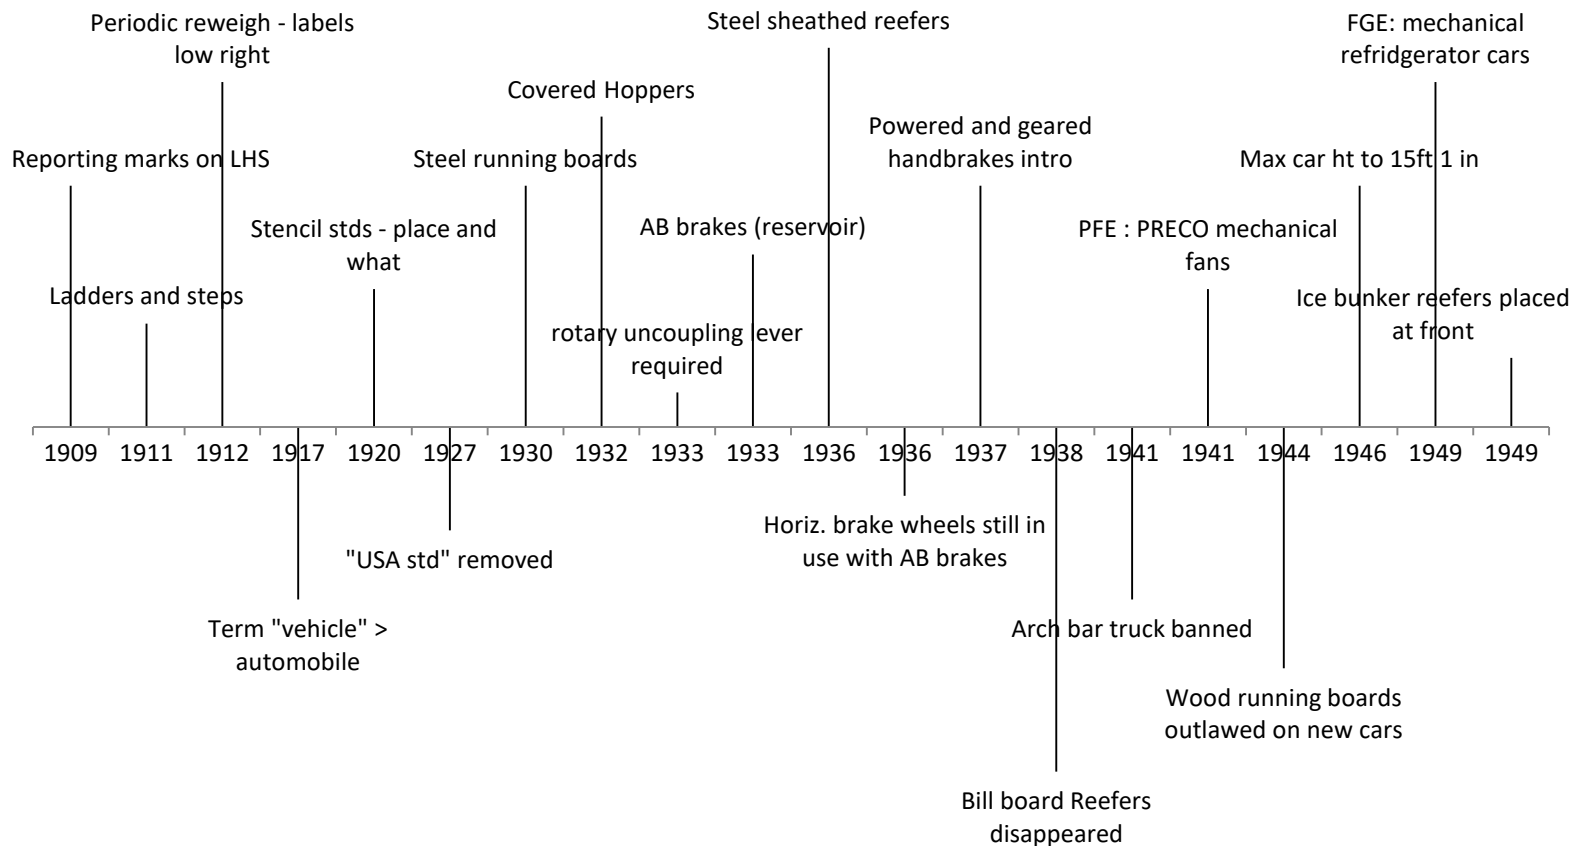 Periodic reweigh - labels
low right
Steel sheathed reefers
FGE: mechanical
refridgerator cars
Covered Hoppers
Powered and geared
handbrakes intro
Reporting marks on LHS
Steel running boards
Max car ht to 15ft 1 in
Stencil stds - place and
what
AB brakes (reservoir)
PFE : PRECO mechanical
fans
Ladders and steps
Ice bunker reefers placed
at front
rotary uncoupling lever
required
1909 1911 1912 1917 1920 1927 1930 1932 1933 1933 1936 1936 1937 1938 1941 1941 1944 1946 1949 1949
Horiz. brake wheels still in
use with AB brakes
"USA std" removed
Term "vehicle" >
automobile
Arch bar truck banned
Wood running boards
outlawed on new cars
Bill board Reefers
disappeared